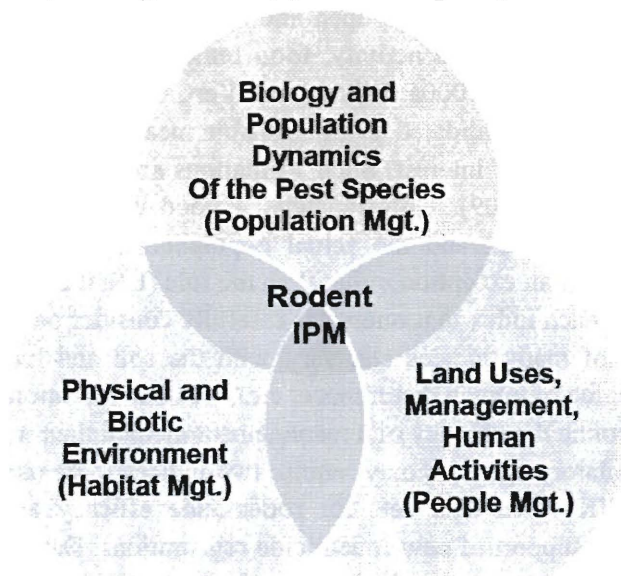 Biology and
Population
Dynamics
Of the Pest Species
(Population Mgt.)
Rodent
IPM
Physical and
Biotic
Environment
(Habitat Mgt.)
Land Uses,
Management,
Human
Activities
(People Mgt.)